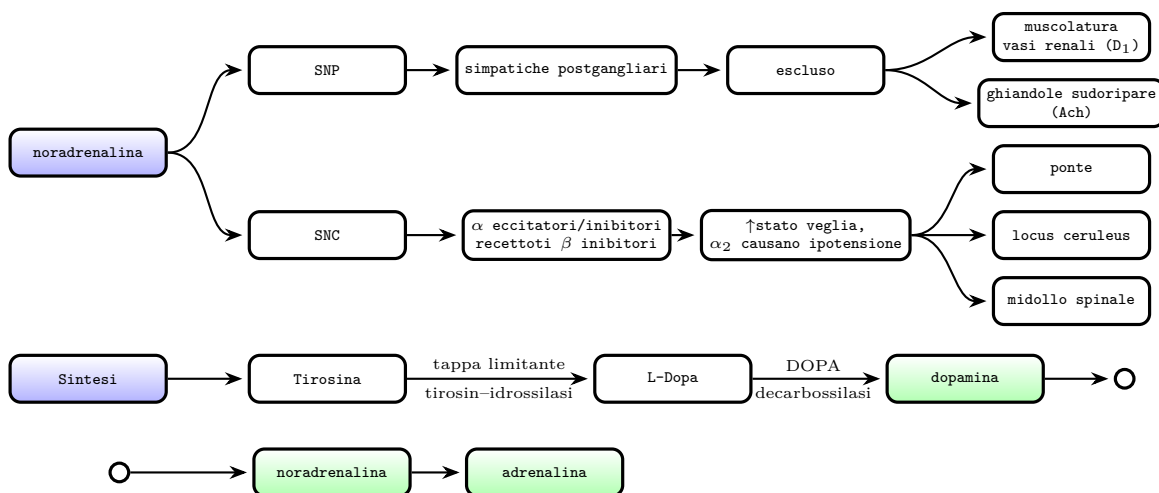 muscolatura
vasi renali (D₁)
SNP
simpatiche postgangliari
escluso
ghiandole sudoripare
(Ach)
noradrenalina
ponte
SNC
α eccitatori/inibitori
recettoti β inibitori
↑stato veglia,
α₂ causano ipotensione
locus ceruleus
midollo spinale
Sintesi
Tirosina
tappa limitante
tirosin–idrossilasi
L-Dopa
DOPA
decarbossilasi
dopamina
noradrenalina
adrenalina